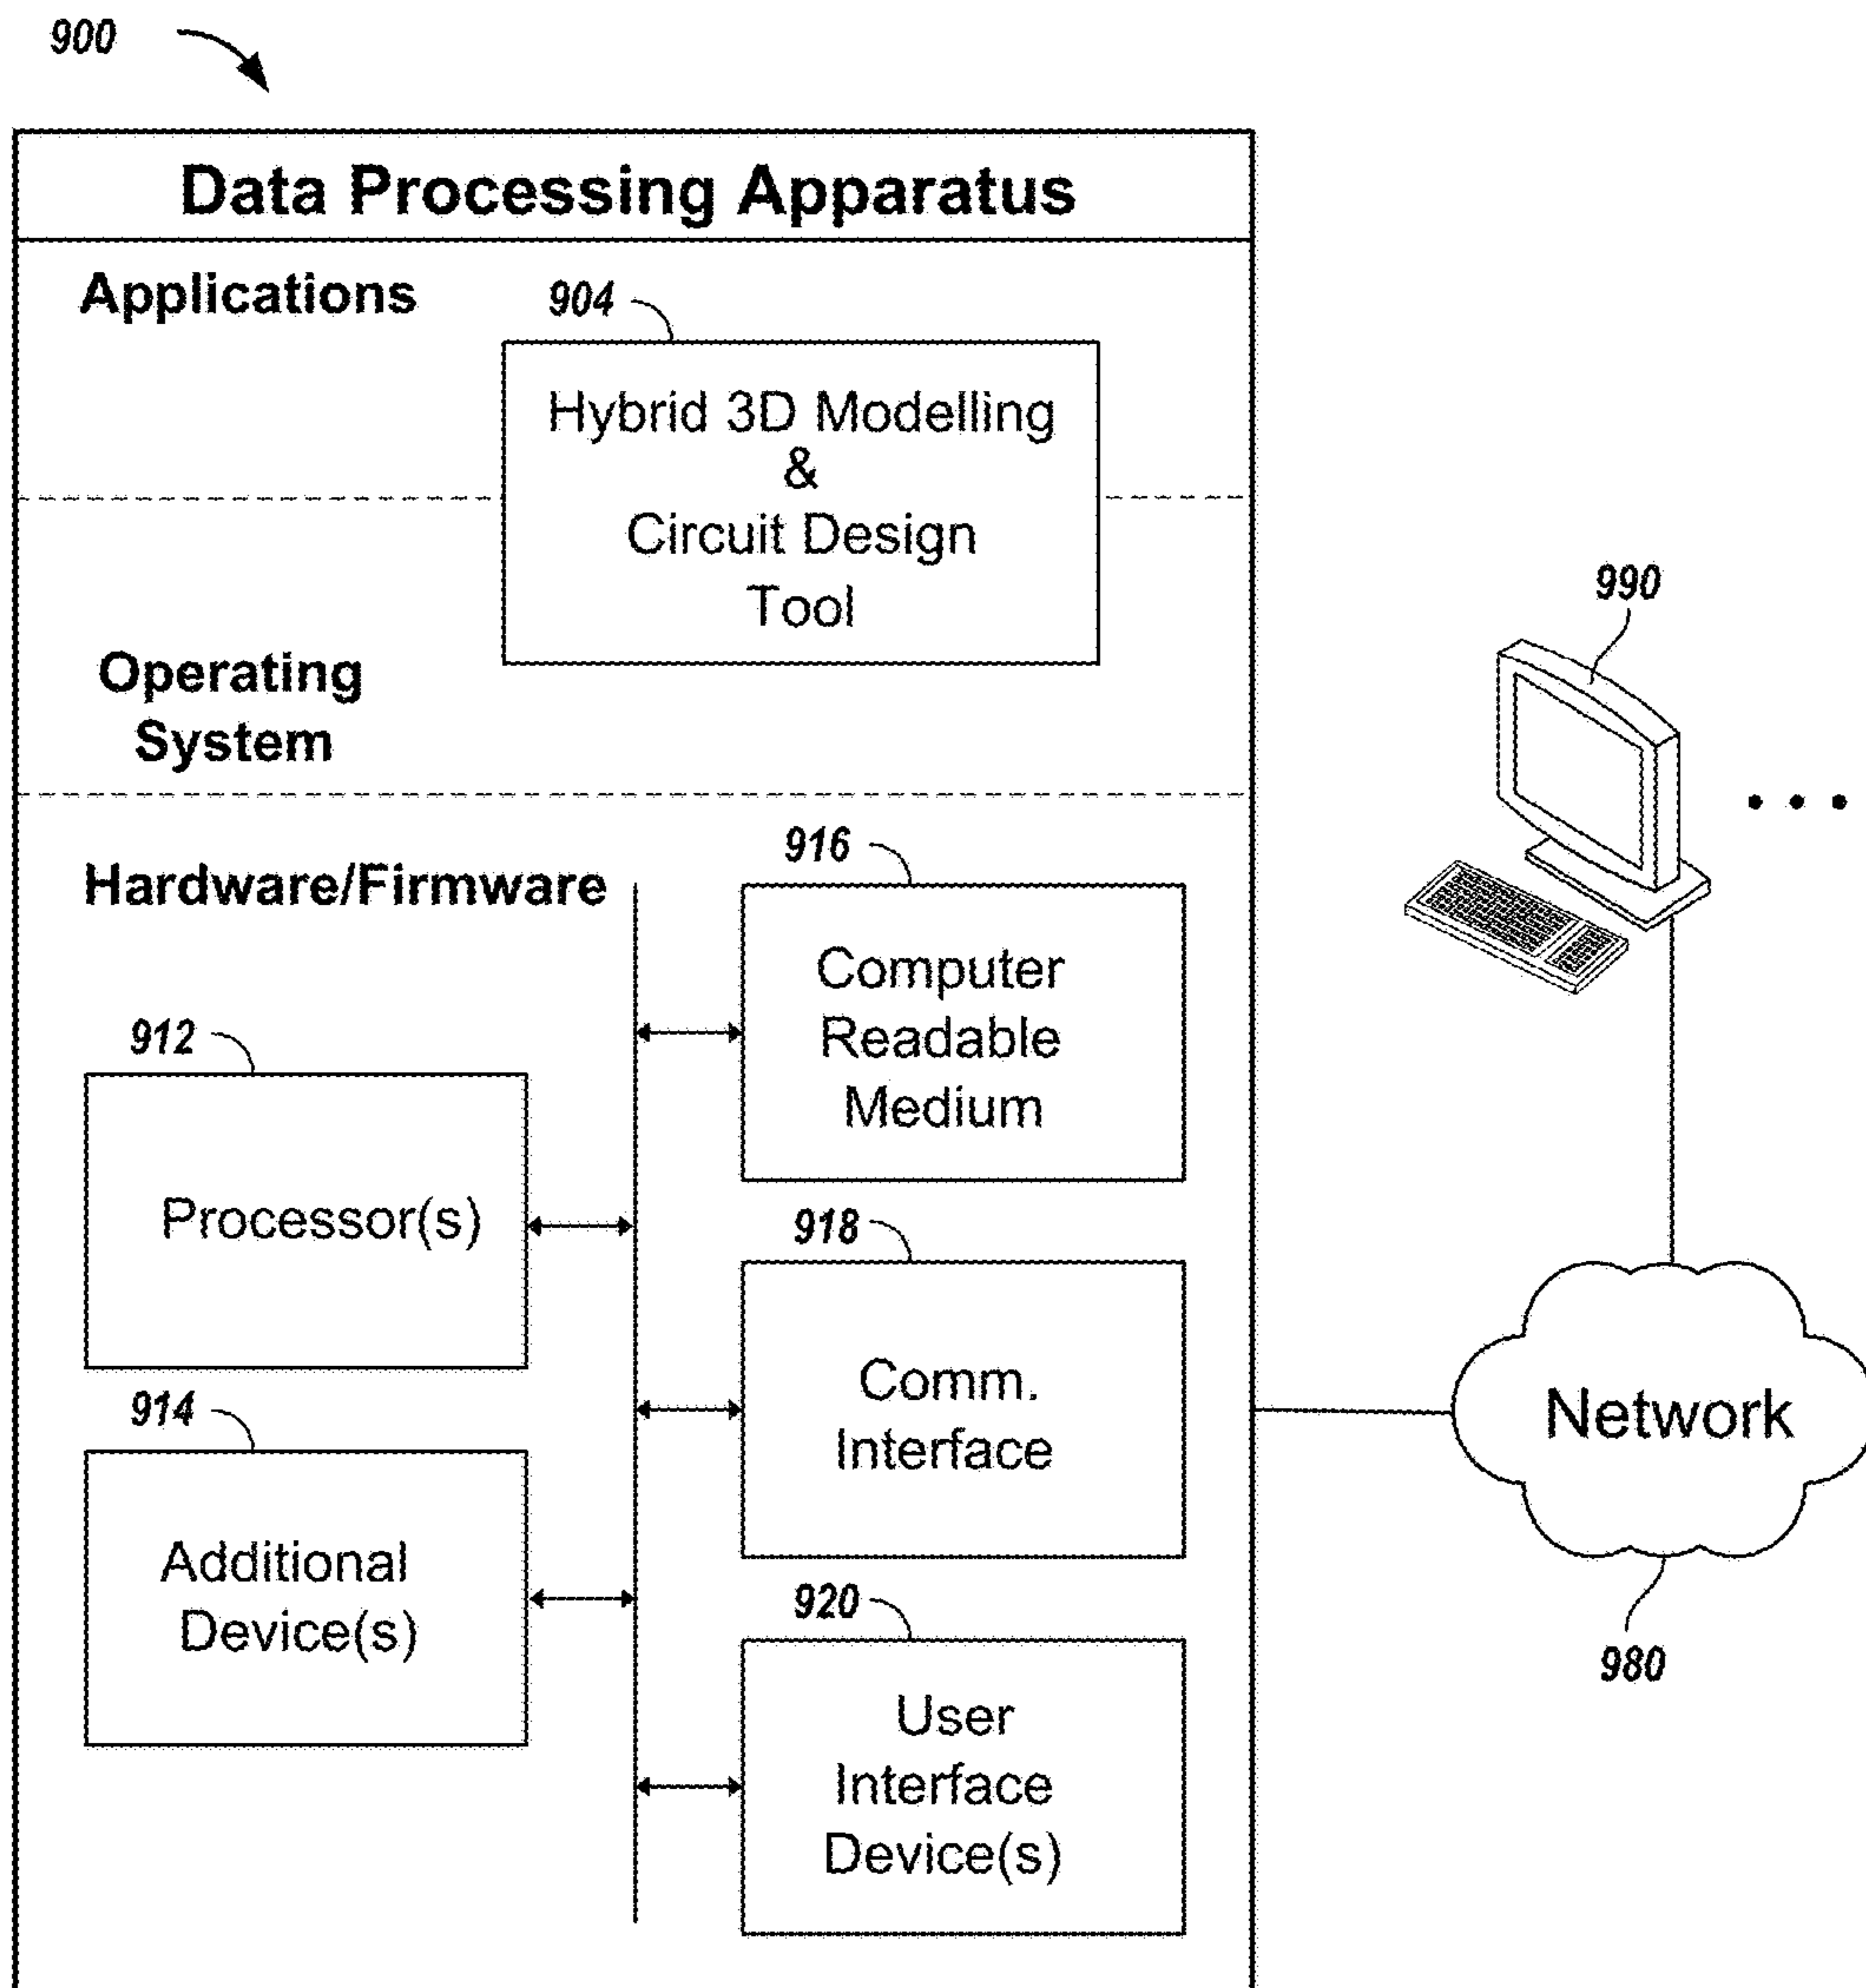 900
Data Processing Apparatus
Applications
904
Hybrid 3D Modelling
&
Circuit Design
Tool
Operating
System
990
Hardware/Firmware
916
Computer
Readable
Medium
912
Processor(s)
918
Comm.
Interface
Network
980
914
Additional
Device(s)
920
User
Interface
Device(s)